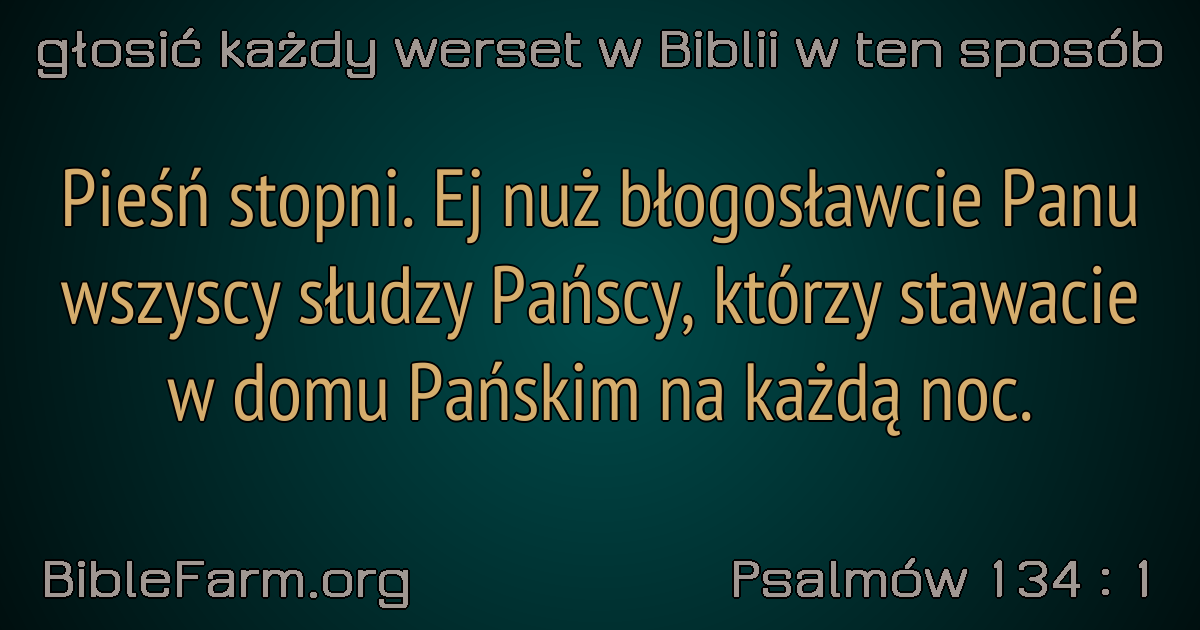 głosić każdy werset w Biblii w ten sposób
Pieśń stopni. Ej nuż błogosławcie Panu
wszyscy słudzy Pańscy, którzy stawacie
w domu Pańskim na każdą noc.
BibleFarm.org
Psalmów 134 : 1